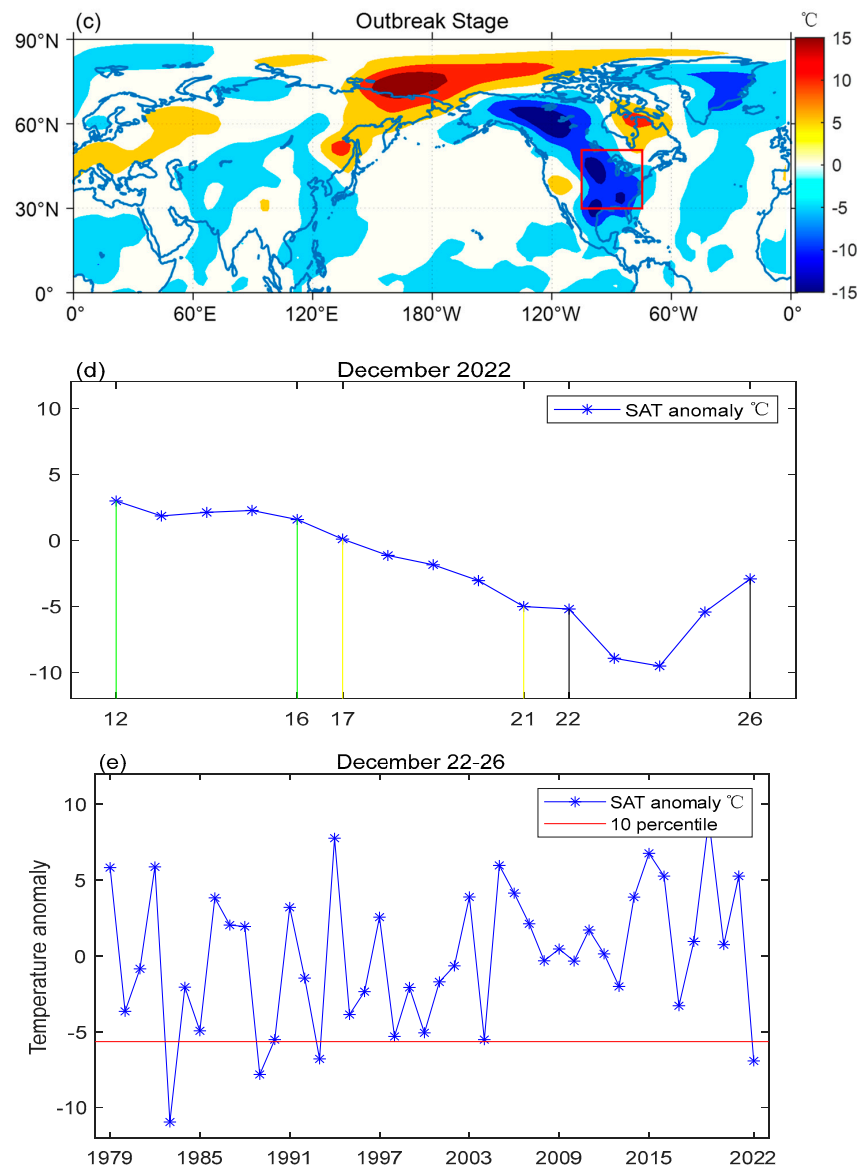 (c) Outbreak Stage ℃
90°N
60°N
30°N
0°
0° 60°E 120°E 180°W 120°W 60°W 0°
15
10
5
2
0
-2
-5
-10
-15
(d) December 2022
SAT anomaly ℃
10
5
0
-5
-10
12 16 17 21 22 26
(e) December 22-26
SAT anomaly ℃
10 percentile
Temperature anomaly
10
5
0
-5
-10
1979 1985 1991 1997 2003 2009 2015 2022